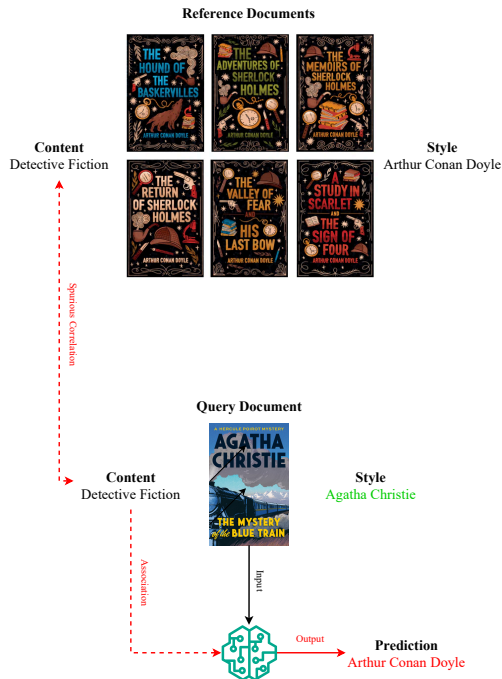 Reference Documents
THE
HOUND OF
THE
BASKERVILLES
ARTHUR CONAN DOYLE
THE
ADVENTURES OF
SHERLOCK
HOLMES
ARTHUR CONAN DOYLE
THE
MEMOIRS OF
SHERLOCK
HOLMES
ARTHUR CONAN DOYLE
Content
Detective Fiction
Style
Arthur Conan Doyle
THE
RETURN
OF SHERLOCK
HOLMES
ARTHUR CONAN DOYLE
THE
VALLEY OF
FEAR
AND
HIS
LAST BOW
ARTHUR CONAN DOYLE
A
STUDY IN
SCARLET
AND
THE
SIGN OF
FOUR
ARTHUR CONAN DOYLE
Spurious Correlation
Query Document
A HERCULE POIROT MYSTERY
AGATHA
CHRISTIE
THE MYSTERY
of the BLUE TRAIN
Content
Detective Fiction
Style
Agatha Christie
Association
Input
Output
Prediction
Arthur Conan Doyle